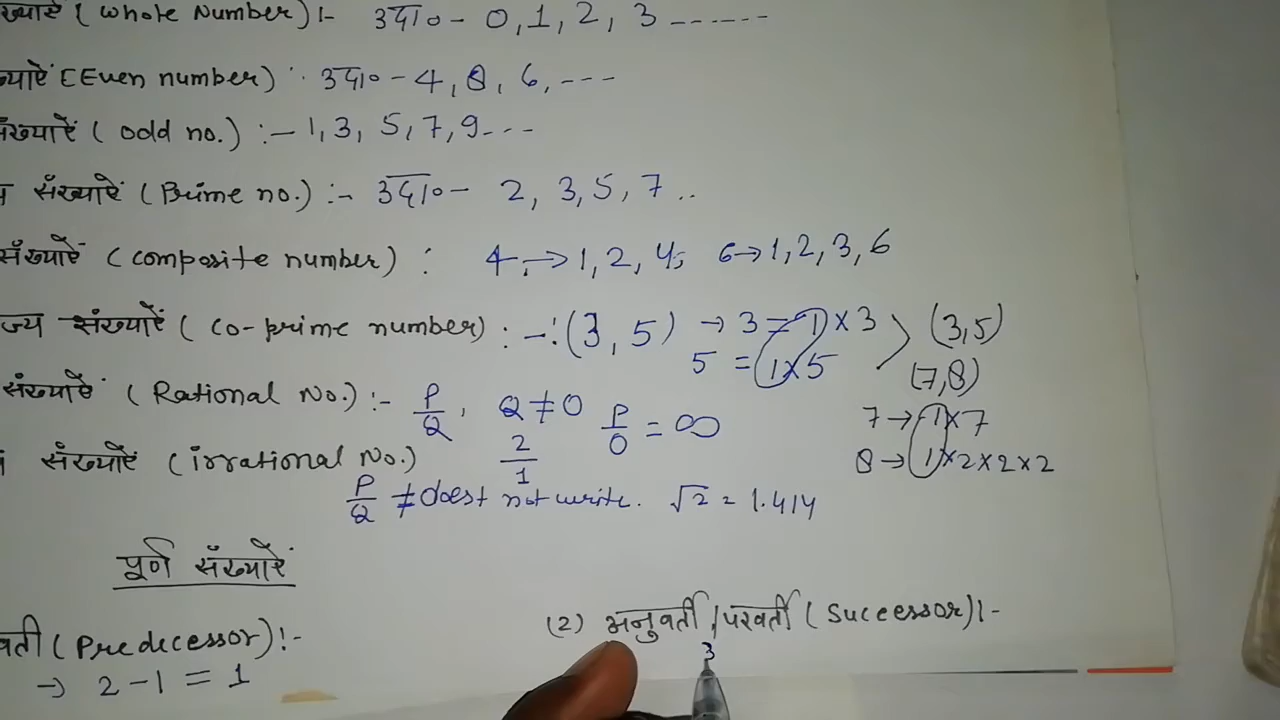 (Whole Number):- उदा०- 0, 1, 2, 3 ------
(Even number) : उदा०- 4, 8, 6, ---
संख्याऐं (odd no.) :- 1, 3, 5, 7, 9---
संख्याऐं (Prime no.) :- उदा०- 2, 3, 5, 7 ..
संख्याऐं (composite number) : 4 → 1, 2, 4; 6→1, 2, 3, 6
ज्य संख्याऐं (Co-prime number) : -:(3, 5) → 3 = 1 × 3 (3,5)
5 = 1×5 (7,8)
संख्याऐं (Rational No.) :- P/Q, Q ≠ 0 P/0 = ∞ 7 → 1×7
संख्याऐं (irrational No.) 2/1 8 → 1×2×2×2
P/Q ≠ does not write. √2 = 1.414
पूर्ण संख्याऐं
वर्ती (Predecessor):- (2) अनुवर्ती / परवर्ती (Successor):-
→ 2 - 1 = 1 3